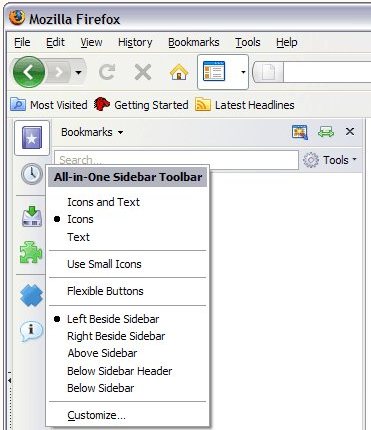 Mozilla Firefox
File Edit View History Bookmarks Tools Help
Most Visited Getting Started Latest Headlines
Bookmarks
Search... Tools
All-in-One Sidebar Toolbar
Icons and Text
Icons
Text
Use Small Icons
Flexible Buttons
Left Beside Sidebar
Right Beside Sidebar
Above Sidebar
Below Sidebar Header
Below Sidebar
Customize...